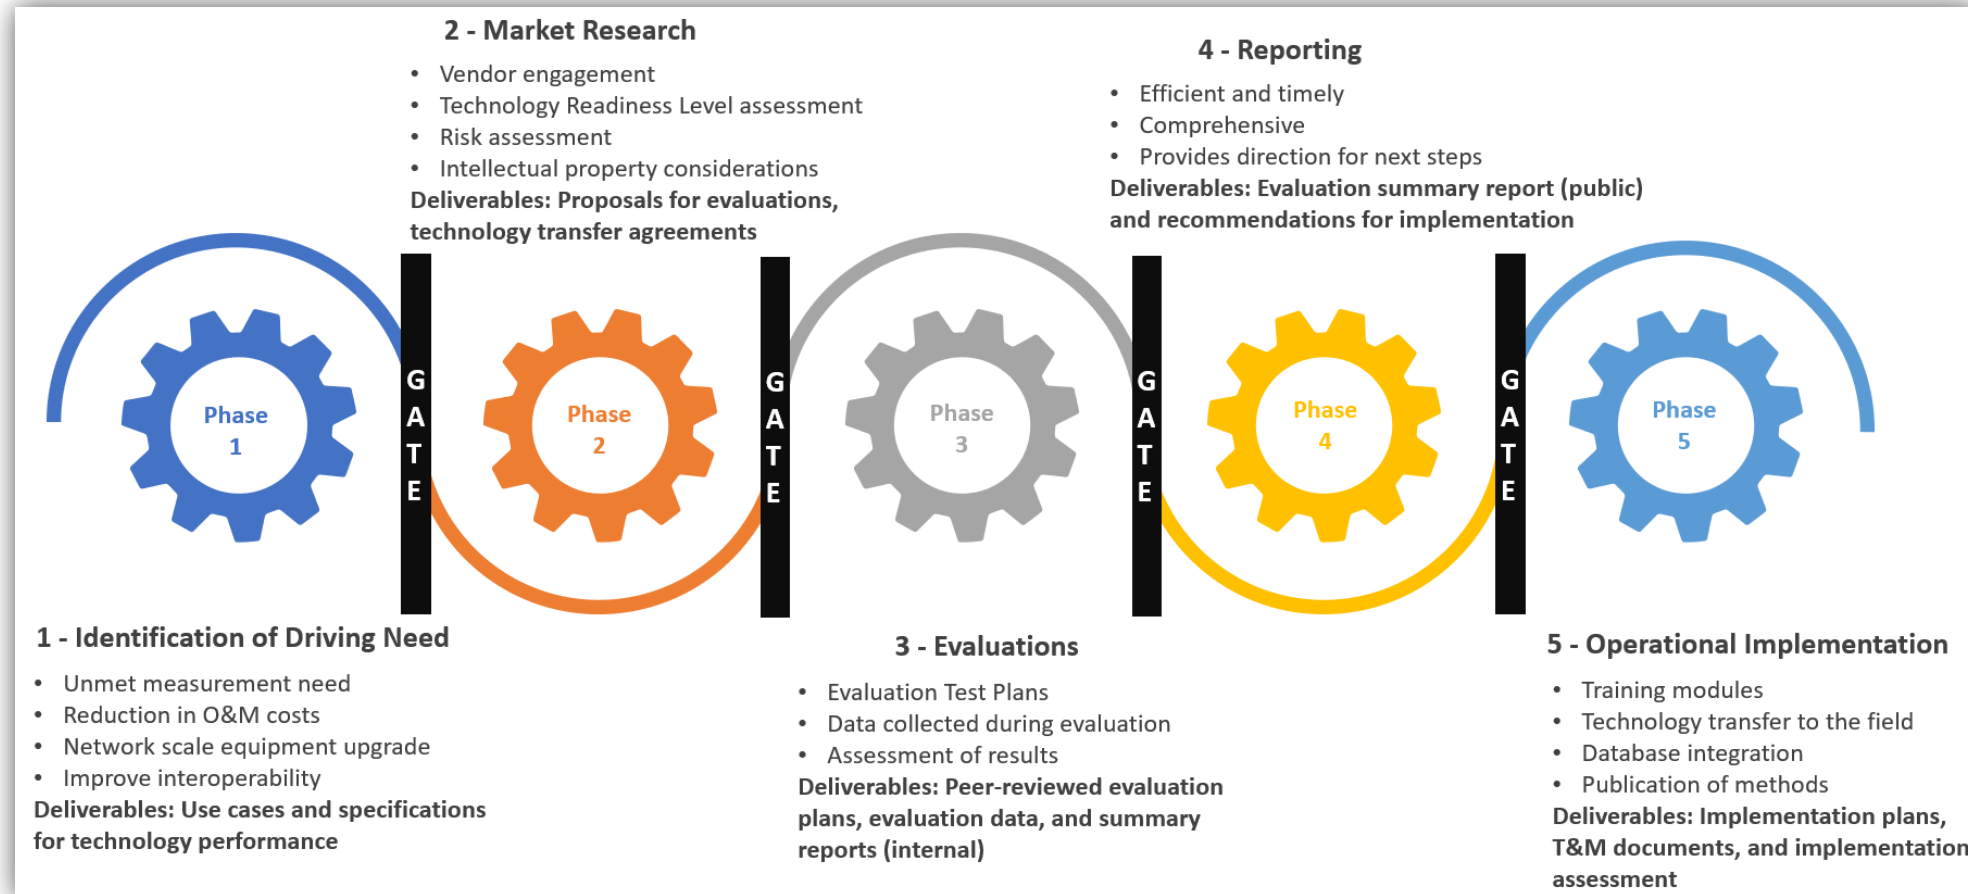 2 - Market Research
• Vendor engagement
• Technology Readiness Level assessment
• Risk assessment
• Intellectual property considerations
Deliverables: Proposals for evaluations,
technology transfer agreements
4 - Reporting
• Efficient and timely
• Comprehensive
• Provides direction for next steps
Deliverables: Evaluation summary report (public)
and recommendations for implementation
Phase
1
GATE
Phase
2
GATE
Phase
3
GATE
Phase
4
GATE
Phase
5
1 - Identification of Driving Need
• Unmet measurement need
• Reduction in O&M costs
• Network scale equipment upgrade
• Improve interoperability
Deliverables: Use cases and specifications
for technology performance
3 - Evaluations
• Evaluation Test Plans
• Data collected during evaluation
• Assessment of results
Deliverables: Peer-reviewed evaluation
plans, evaluation data, and summary
reports (internal)
5 - Operational Implementation
• Training modules
• Technology transfer to the field
• Database integration
• Publication of methods
Deliverables: Implementation plans,
T&M documents, and implementation
assessment